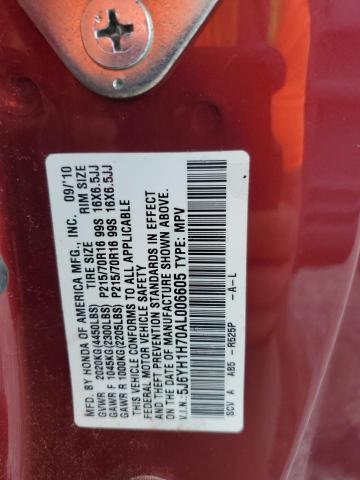 MFD. BY HONDA OF AMERICA MFG., INC. 09/'10
TIRE SIZE RIM SIZE
GVWR 2020KG(4450LBS) P215/70R16 99S 16X6.5JJ
GAWR F 1045KG(2300LBS) P215/70R16 99S 16X6.5JJ
GAWR R 1000KG(2205LBS)
THIS VEHICLE CONFORMS TO ALL APPLICABLE
FEDERAL MOTOR VEHICLE SAFETY
AND THEFT PREVENTION STANDARDS IN EFFECT
ON THE DATE OF MANUFACTURE SHOWN ABOVE.
V.I.N. 5J6YH1H70AL006605 TYPE: MPV
SCV A AB5 - R525P - A - L